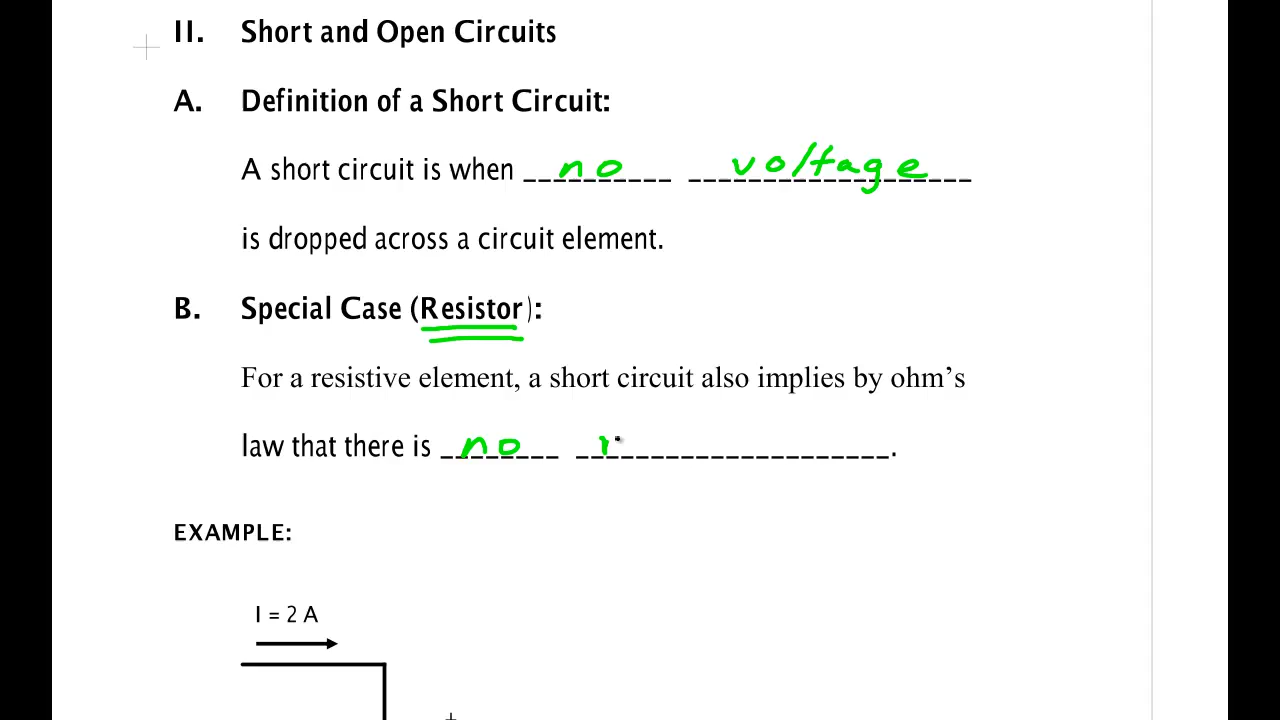 II. Short and Open Circuits
A. Definition of a Short Circuit:
A short circuit is when no voltage
is dropped across a circuit element.
B. Special Case (Resistor):
For a resistive element, a short circuit also implies by ohm's
law that there is no r.
EXAMPLE:
I = 2 A
+